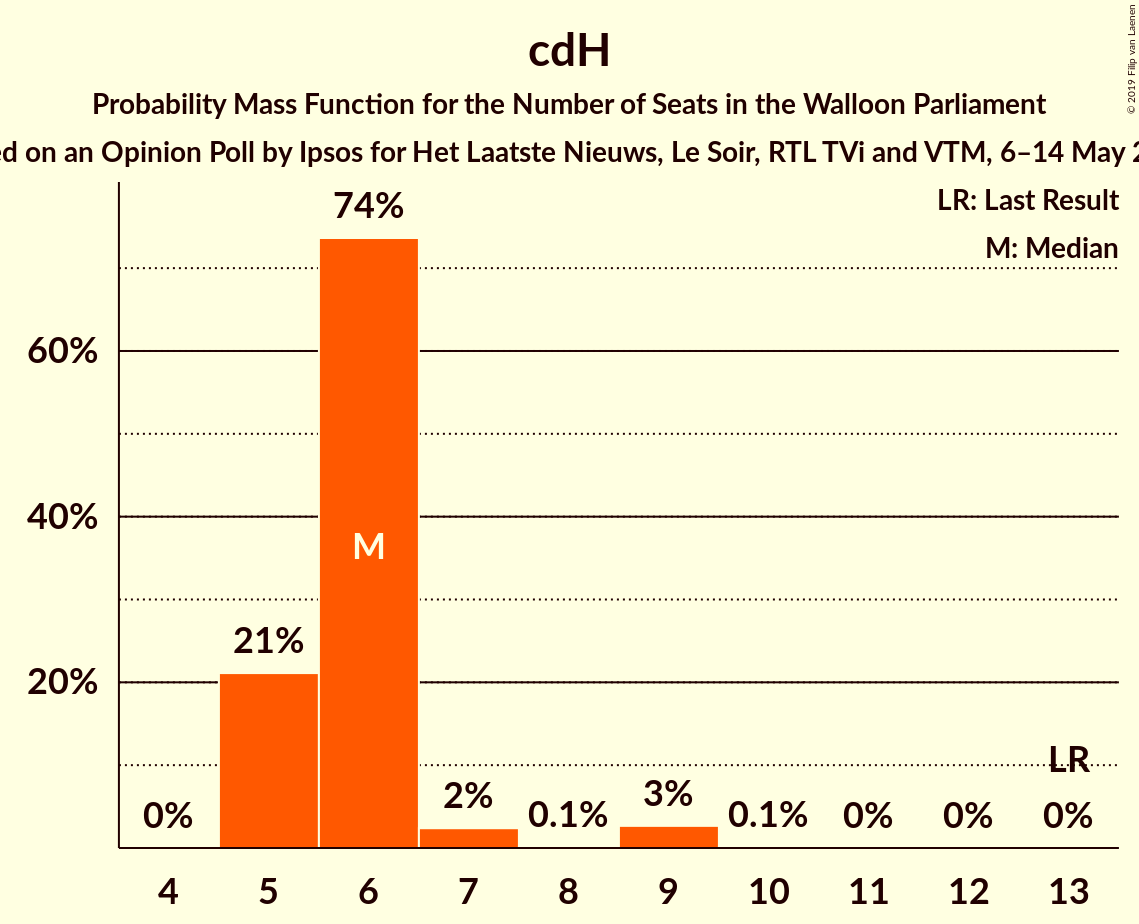 cdH
Probability Mass Function for the Number of Seats in the Walloon Parliament
on an Opinion Poll by Ipsos for Het Laatste Nieuws, Le Soir, RTL TVi and VTM, 6–14 May
© 2019 Filip van Laenen
LR: Last Result
M: Median
74%
60%
40%
M
21%
20%
LR
0%
2%
0.1%
3%
0.1%
0%
0%
0%
4 5 6 7 8 9 10 11 12 13